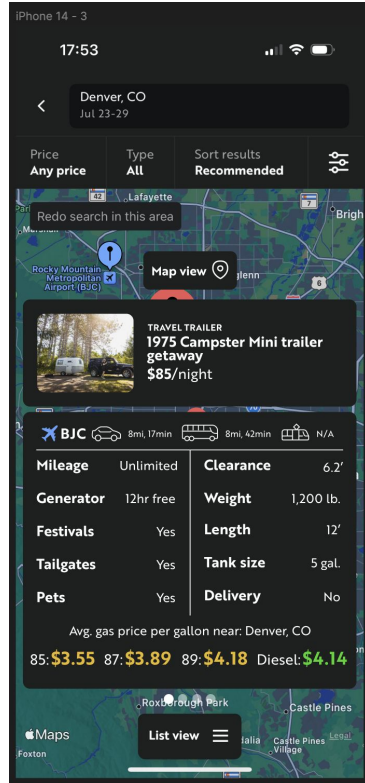 iPhone 14 - 3
17:53
Denver, CO
Jul 23-29
Price
Any price
Type
All
Sort results
Recommended
42
Lafayette
7
Redo search in this area
Brigh
Rocky Mountain
Metropolitan
Airport (BJC)
Map view
glenn
6
TRAVEL TRAILER
1975 Campster Mini trailer
getaway
$85/night
BJC 8mi, 17min 8mi, 42min N/A
Mileage Unlimited
Generator 12hr free
Festivals Yes
Tailgates Yes
Pets Yes
Clearance 6.2′
Weight 1,200 lb.
Length 12′
Tank size 5 gal.
Delivery No
Avg. gas price per gallon near: Denver, CO
85: $3.55 87: $3.89 89: $4.18 Diesel: $4.14
Roxborough Park
Castle Pines
Maps
List view
dalia
Castle Pines
Village
Legal
Foxton